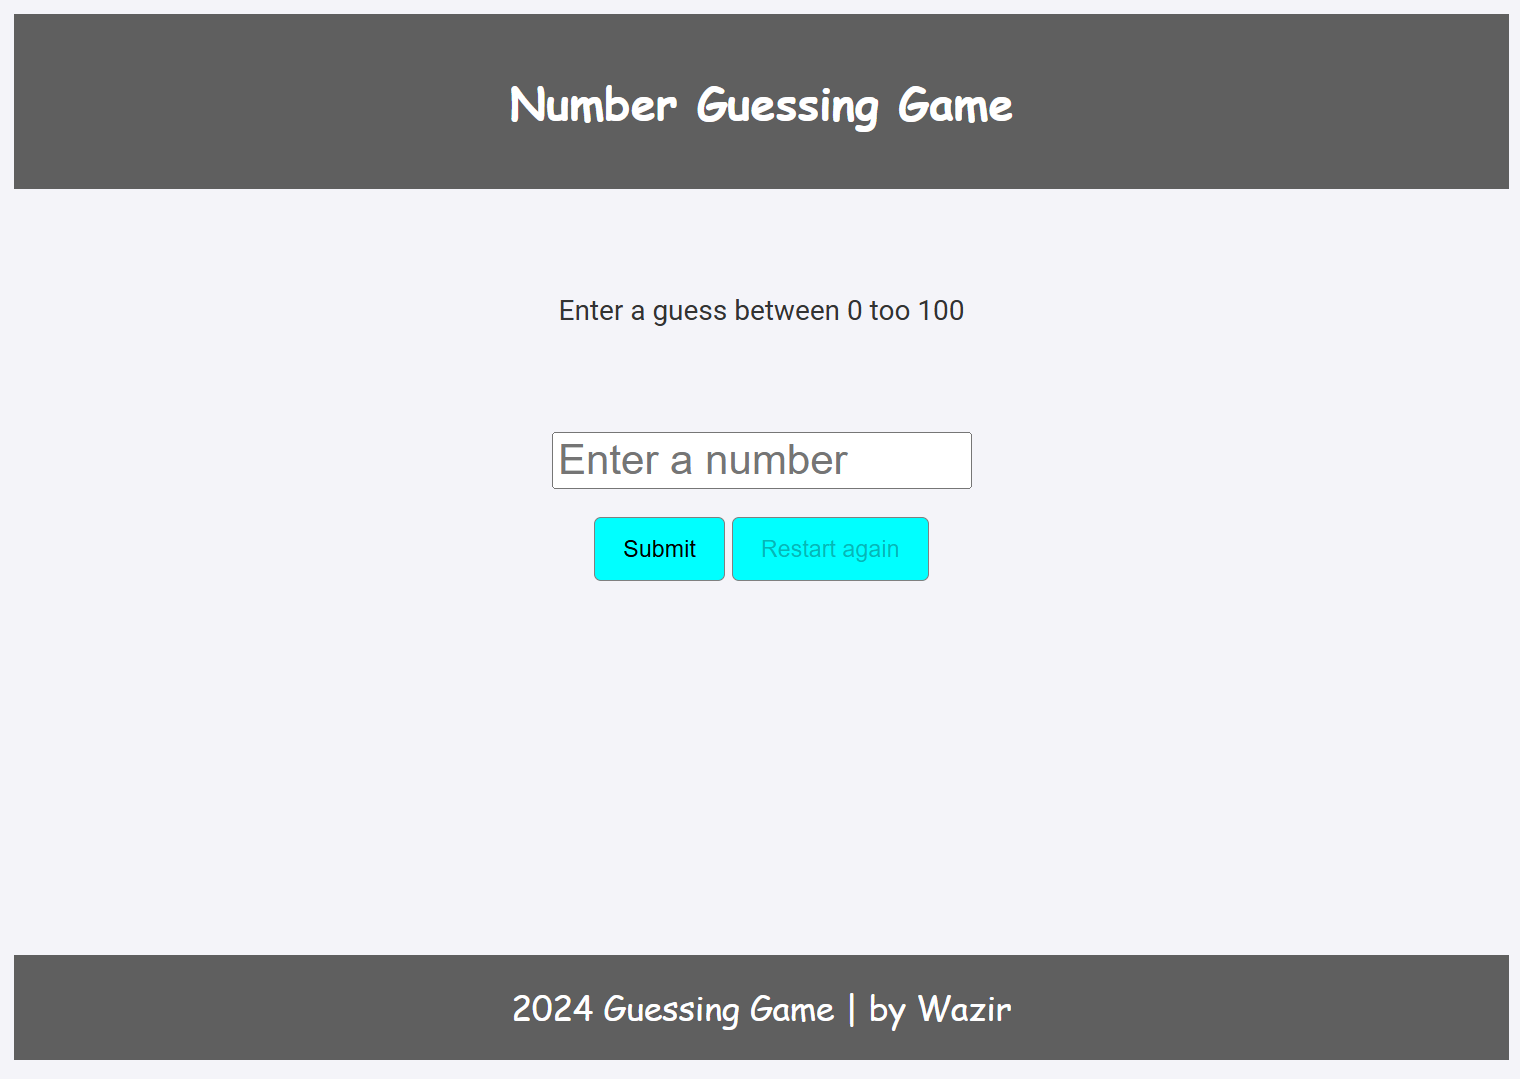 Number Guessing Game
Enter a guess between 0 too 100
Enter a number
Submit Restart again
2024 Guessing Game | by Wazir